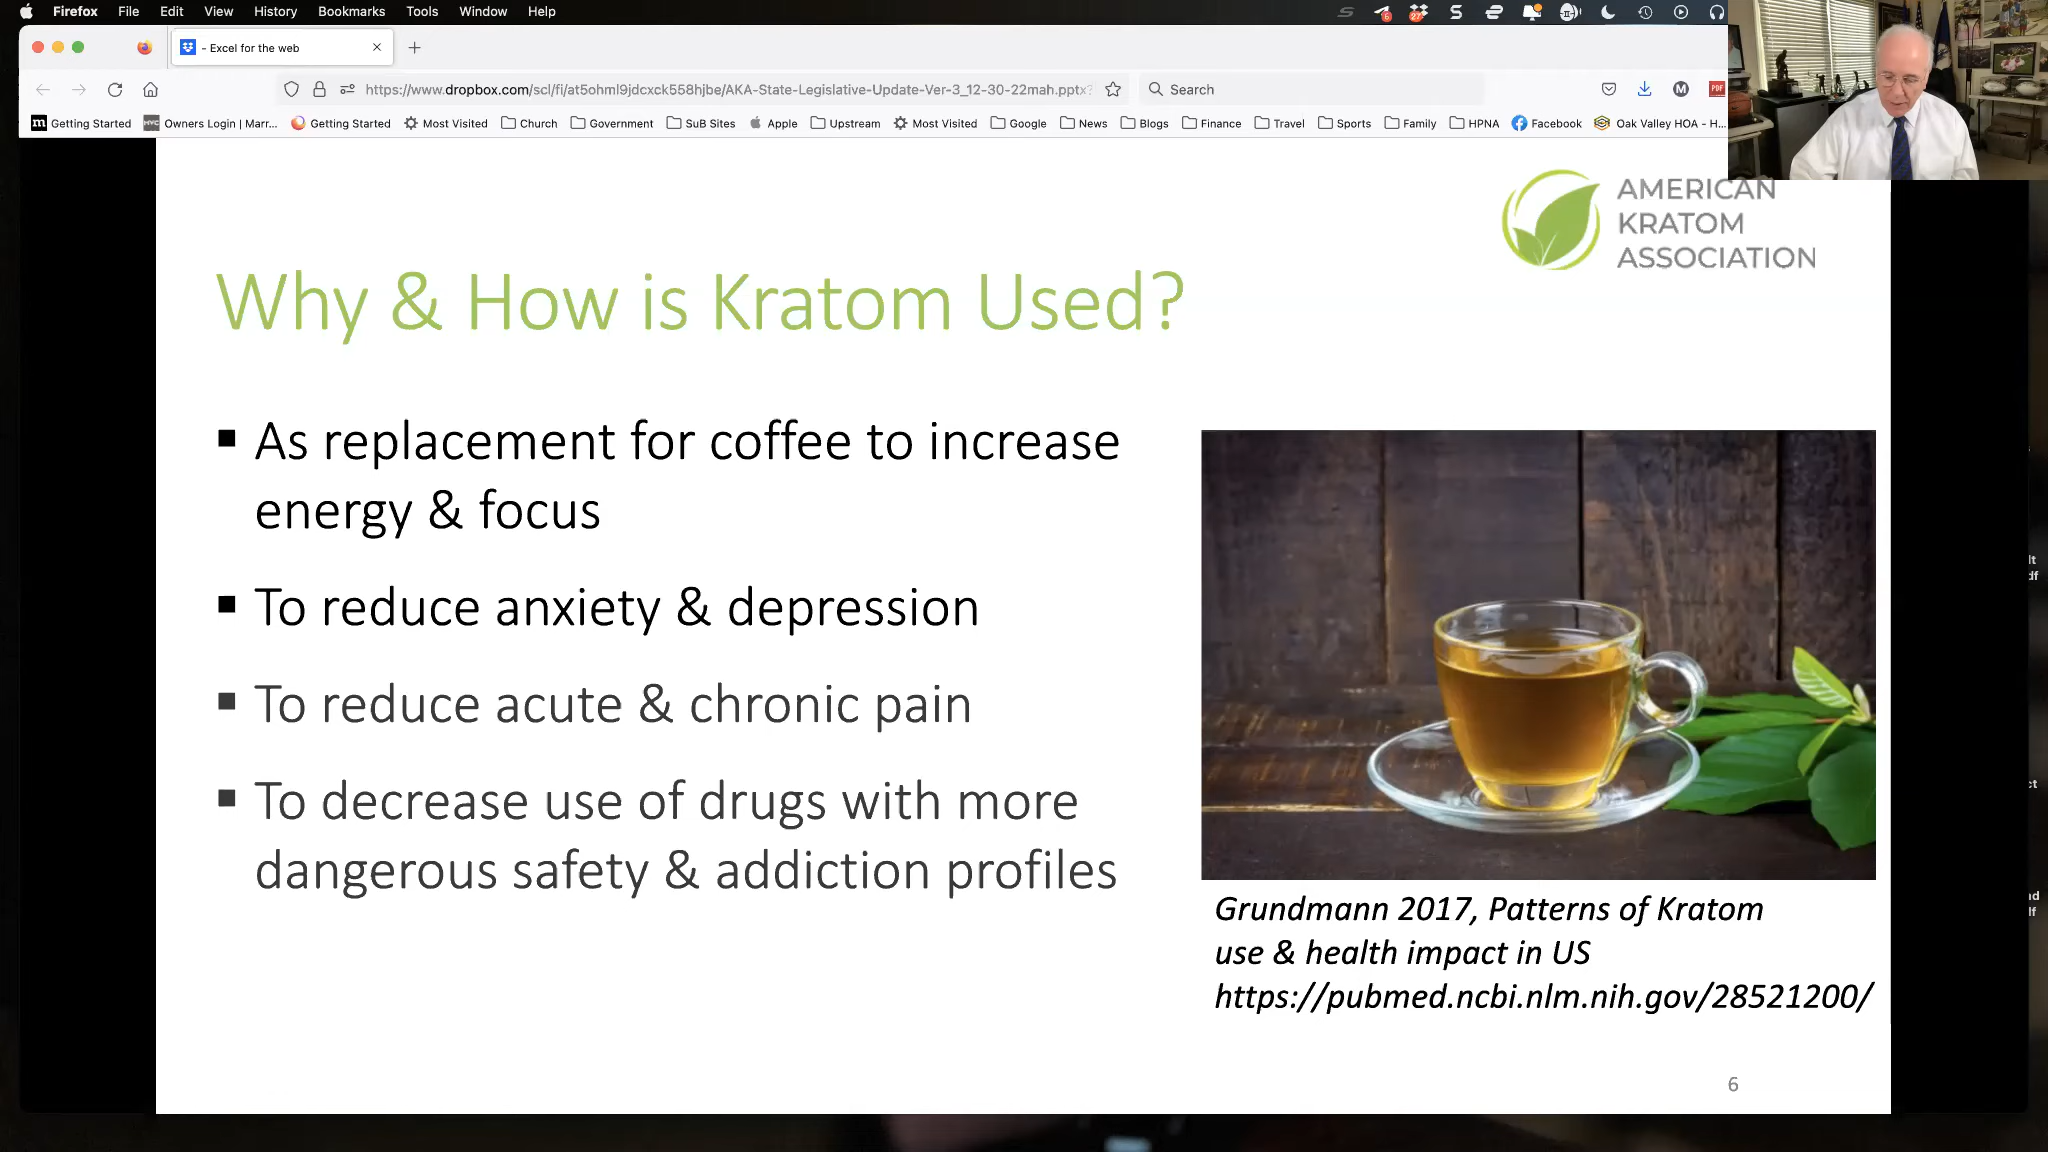 Firefox File Edit View History Bookmarks Tools Window Help
- Excel for the web
https://www.dropbox.com/scl/fi/at5ohml9jdcxck558hjbe/AKA-State-Legislative-Update-Ver-3_12-30-22mah.pptx?
Search
PDF
Getting Started Owners Login | Marr... Getting Started Most Visited Church Government SuB Sites Apple Upstream Most Visited Google News Blogs Finance Travel Sports Family HPNA Facebook Oak Valley HOA - H...
AMERICAN
KRATOM
ASSOCIATION
Why & How is Kratom Used?
▪ As replacement for coffee to increase
energy & focus
▪ To reduce anxiety & depression
▪ To reduce acute & chronic pain
▪ To decrease use of drugs with more
dangerous safety & addiction profiles
Grundmann 2017, Patterns of Kratom
use & health impact in US
https://pubmed.ncbi.nlm.nih.gov/28521200/
6